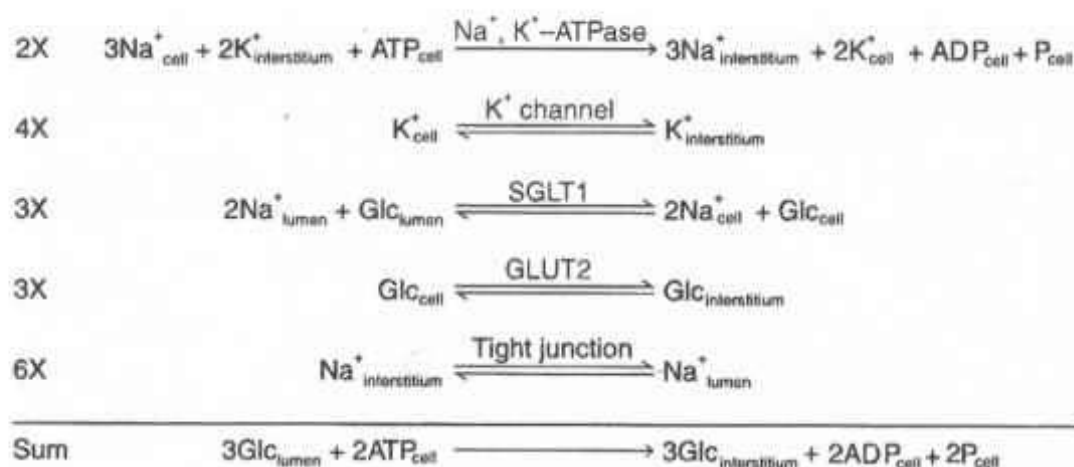 2X 3Na⁺cell + 2K⁺interstitium + ATPcell Na⁺, K⁺–ATPase 3Na⁺interstitium + 2K⁺cell + ADPcell + Pcell
4X K⁺cell K⁺ channel K⁺interstitium
3X 2Na⁺lumen + Glclumen SGLT1 2Na⁺cell + Glccell
3X Glccell GLUT2 Glcinterstitium
6X Na⁺interstitium Tight junction Na⁺lumen
Sum 3Glclumen + 2ATPcell 3Glcinterstitium + 2ADPcell + 2Pcell